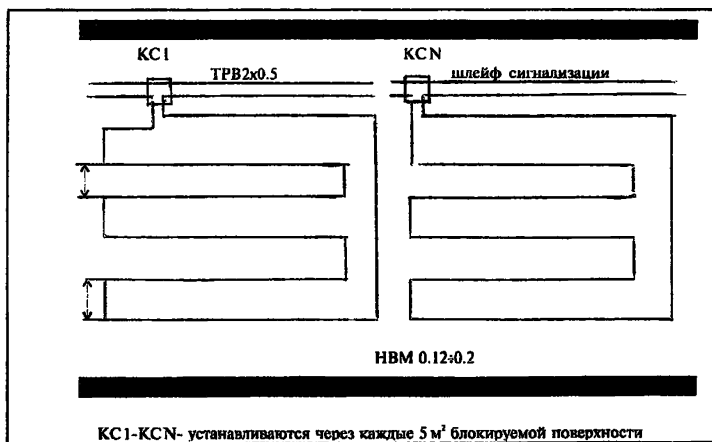 КС1 КСN
ТРВ2х0.5 шлейф сигнализации
НВМ 0.12÷0.2
КС1-КСN- устанавливаются через каждые 5 м² блокируемой поверхности